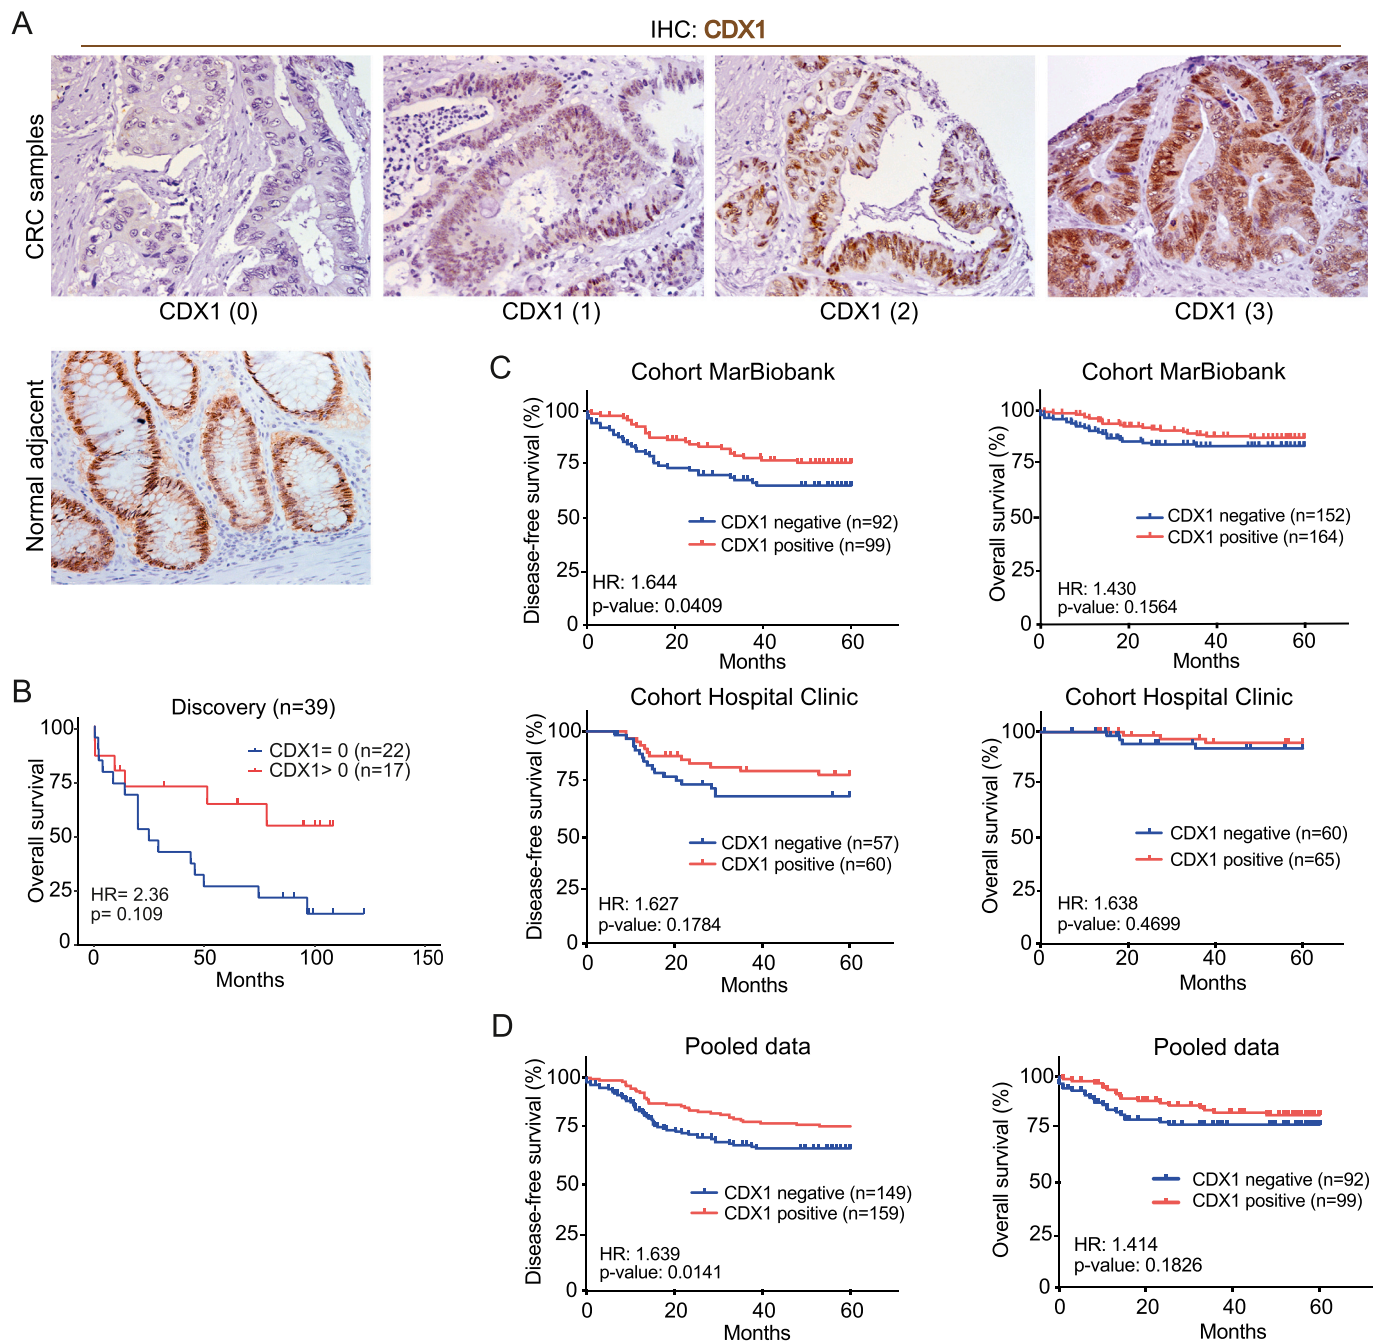 A
IHC: CDX1
CRC samples
CDX1 (0)
CDX1 (1)
CDX1 (2)
CDX1 (3)
Normal adjacent
B
Discovery (n=39)
Overall survival
100
75
50
25
0
CDX1= 0 (n=22)
CDX1> 0 (n=17)
HR= 2.36
p= 0.109
0 50 100 150
Months
C
Cohort MarBiobank
Disease-free survival (%)
100
75
50
25
0
CDX1 negative (n=92)
CDX1 positive (n=99)
HR: 1.644
p-value: 0.0409
0 20 40 60
Months
Cohort MarBiobank
Overall survival (%)
100
75
50
25
0
CDX1 negative (n=152)
CDX1 positive (n=164)
HR: 1.430
p-value: 0.1564
0 20 40 60
Months
Cohort Hospital Clinic
Disease-free survival (%)
100
75
50
25
0
CDX1 negative (n=57)
CDX1 positive (n=60)
HR: 1.627
p-value: 0.1784
0 20 40 60
Months
Cohort Hospital Clinic
Overall survival (%)
100
75
50
25
0
CDX1 negative (n=60)
CDX1 positive (n=65)
HR: 1.638
p-value: 0.4699
0 20 40 60
Months
D
Pooled data
Disease-free survival (%)
100
75
50
25
0
CDX1 negative (n=149)
CDX1 positive (n=159)
HR: 1.639
p-value: 0.0141
0 20 40 60
Months
Pooled data
Overall survival (%)
100
75
50
25
0
CDX1 negative (n=92)
CDX1 positive (n=99)
HR: 1.414
p-value: 0.1826
0 20 40 60
Months